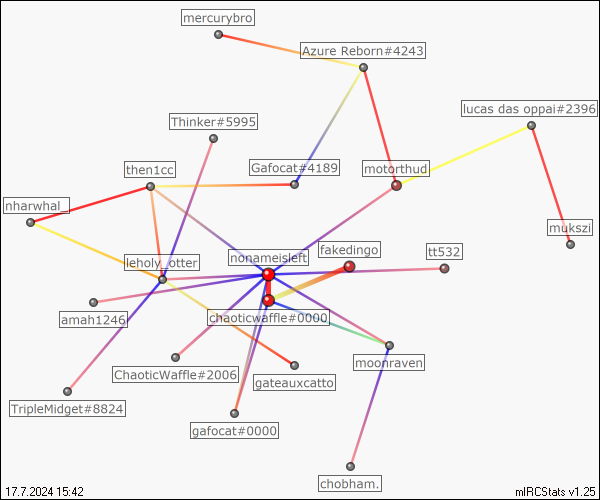 mercurybro
Azure Reborn#4243
lucas das oppai#2396
Thinker#5995
then1cc
Gafocat#4189
motorthud
nharwhal_
mukszi
nonameisleft
fakedingo
tt532
leholy_otter
amah1246
chaoticwaffle#0000
moonraven
ChaoticWaffle#2006
gateauxcatto
TripleMidget#8824
gafocat#0000
chobham.
17.7.2024 15:42
mIRCStats v1.25